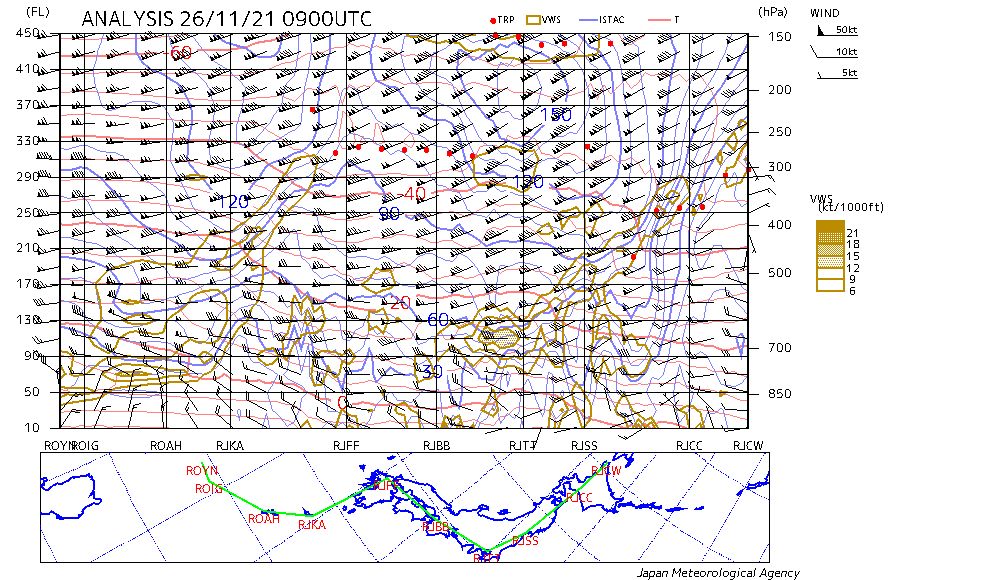 (FL)
ANALYSIS 26/11/21 0900UTC
TRP
VWS
ISTAC
T
(hPa)
WIND
450
410
370
330
290
250
210
170
130
90
50
10
150
200
250
300
400
500
700
850
50kt
10kt
5kt
VWS
(kt/1000ft)
21
18
15
12
9
6
-60
150
-40
120
120
90
-20
60
30
0
ROYN ROIG ROAH RJKA RJFF RJBB RJTT RJSS RJCC RJCW
ROYN
ROIG
ROAH
RJKA
RJFF
RJBB
RJTT
RJSS
RJCC
RJCW
Japan Meteorological Agency